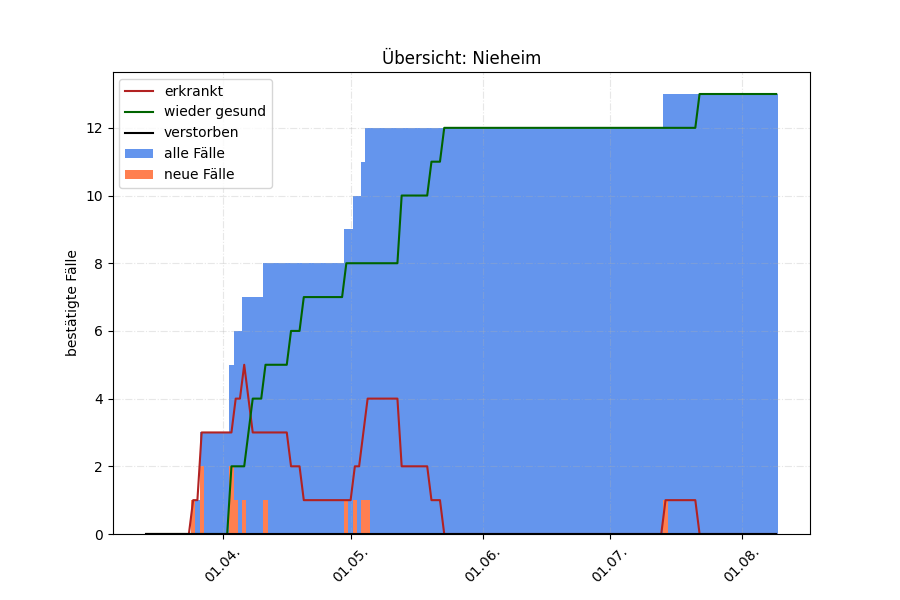 Übersicht: Nieheim
erkrankt
wieder gesund
verstorben
alle Fälle
neue Fälle
bestätigte Fälle
12
10
8
6
4
2
0
01.04.
01.05.
01.06.
01.07.
01.08.